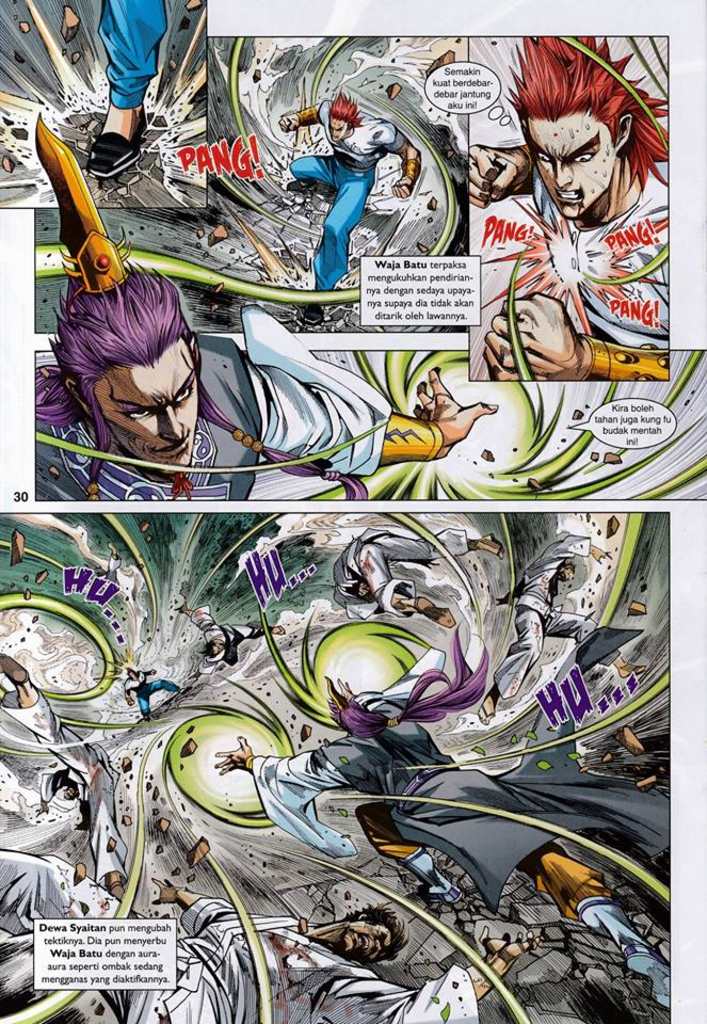 PANG!
Semakin
kuat berdebar-
debar jantung
aku ini!
PANG!
PANG!
PANG!
Waja Batu terpaksa
mengukuhkan pendirian-
nya dengan sedaya upaya-
nya supaya dia tidak akan
ditarik oleh lawannya.
Kira boleh
tahan juga kung fu
budak mentah
ini!
30
HU...
HU...
HU...
Dewa Syaitan pun mengubah
tektiknya. Dia pun menyerbu
Waja Batu dengan aura-
aura seperti ombak sedang
mengganas yang diaktifkannya.